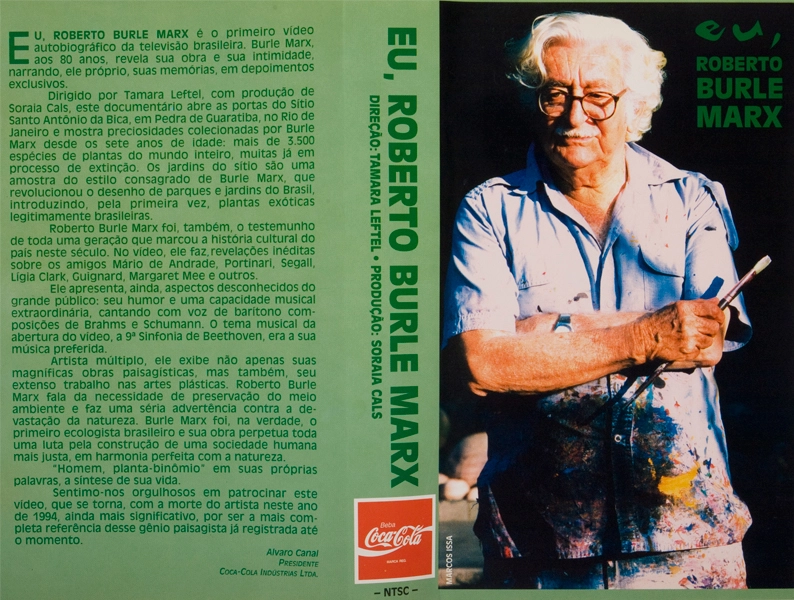 EU, ROBERTO BURLE MARX é o primeiro vídeo
autobiográfico da televisão brasileira. Burle Marx,
aos 80 anos, revela sua obra e sua intimidade,
narrando, ele próprio, suas memórias, em depoimentos
exclusivos.
Dirigido por Tamara Leftel, com produção de
Soraia Cals, este documentário abre as portas do Sítio
Santo Antônio da Bica, em Pedra de Guaratiba, no Rio de
Janeiro e mostra preciosidades colecionadas por Burle
Marx desde os sete anos de idade: mais de 3.500
espécies de plantas do mundo inteiro, muitas já em
processo de extinção. Os jardins do sítio são uma
amostra do estilo consagrado de Burle Marx, que
revolucionou o desenho de parques e jardins do Brasil,
introduzindo, pela primeira vez, plantas exóticas
legitimamente brasileiras.
Roberto Burle Marx foi, também, o testemunho
de toda uma geração que marcou a história cultural do
país neste século. No vídeo, ele faz revelações inéditas
sobre os amigos Mário de Andrade, Portinari, Segall,
Lígia Clark, Guignard, Margaret Mee e outros.
Ele apresenta, ainda, aspectos desconhecidos do
grande público: seu humor e uma capacidade musical
extraordinária, cantando com voz de barítono com-
posições de Brahms e Schumann. O tema musical da
abertura do vídeo, a 9ª Sinfonia de Beethoven, era a sua
música preferida.
Artista múltiplo, ele exibe não apenas suas
magníficas obras paisagísticas, mas também, seu
extenso trabalho nas artes plásticas. Roberto Burle
Marx fala da necessidade de preservação do meio
ambiente e faz uma séria advertência contra a de-
vastação da natureza. Burle Marx foi, na verdade, o
primeiro ecologista brasileiro e sua obra perpetua toda
uma luta pela construção de uma sociedade humana
mais justa, em harmonia perfeita com a natureza.
"Homem, planta-binômio" em suas próprias
palavras, a síntese de sua vida.
Sentimo-nos orgulhosos em patrocinar este
vídeo, que se torna, com a morte do artista neste ano
de 1994, ainda mais significativo, por ser a mais com-
pleta referência desse gênio paisagista já registrada até
o momento.
Alvaro Canal
PRESIDENTE
COCA-COLA INDÚSTRIAS LTDA.
EU, ROBERTO BURLE MARX
DIREÇÃO: TAMARA LEFTEL • PRODUÇÃO: SORAIA CALS
Beba
Coca-Cola
MARCA REG.
– NTSC –
eu,
ROBERTO
BURLE
MARX
MARCOS ISSA